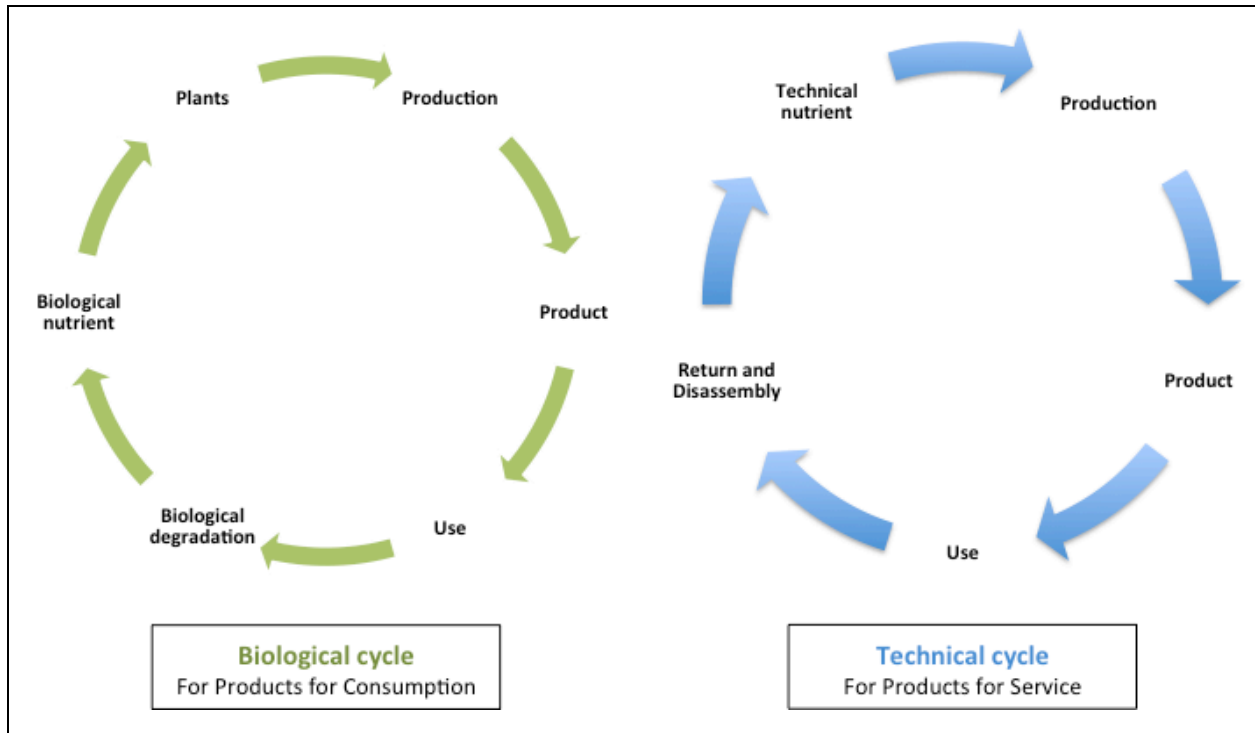 Plants
Production
Product
Use
Biological
degradation
Biological
nutrient
Biological cycle
For Products for Consumption
Technical
nutrient
Production
Product
Use
Return and
Disassembly
Technical cycle
For Products for Service